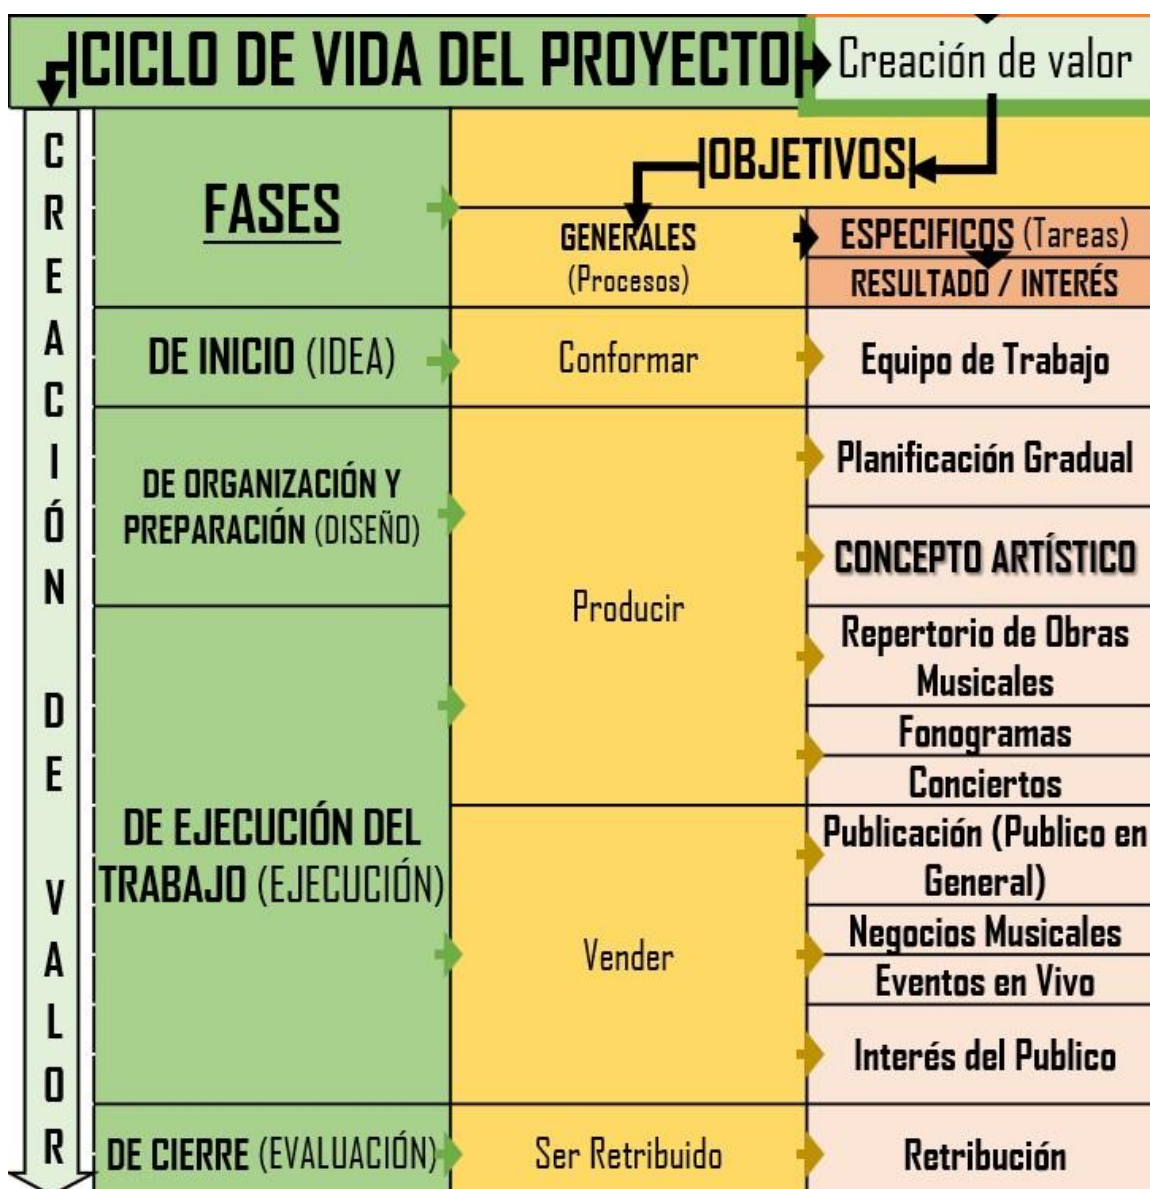 CICLO DE VIDA DEL PROYECTO
Creación de valor
CREACIÓN DE VALOR
FASES
OBJETIVOS
GENERALES
(Procesos)
ESPECIFICOS (Tareas)
RESULTADO / INTERÉS
DE INICIO (IDEA)
Conformar
Equipo de Trabajo
DE ORGANIZACIÓN Y
PREPARACIÓN (DISEÑO)
Producir
Planificación Gradual
CONCEPTO ARTÍSTICO
Repertorio de Obras
Musicales
Fonogramas
Conciertos
DE EJECUCIÓN DEL
TRABAJO (EJECUCIÓN)
Vender
Publicación (Publico en
General)
Negocios Musicales
Eventos en Vivo
Interés del Publico
DE CIERRE (EVALUACIÓN)
Ser Retribuido
Retribución